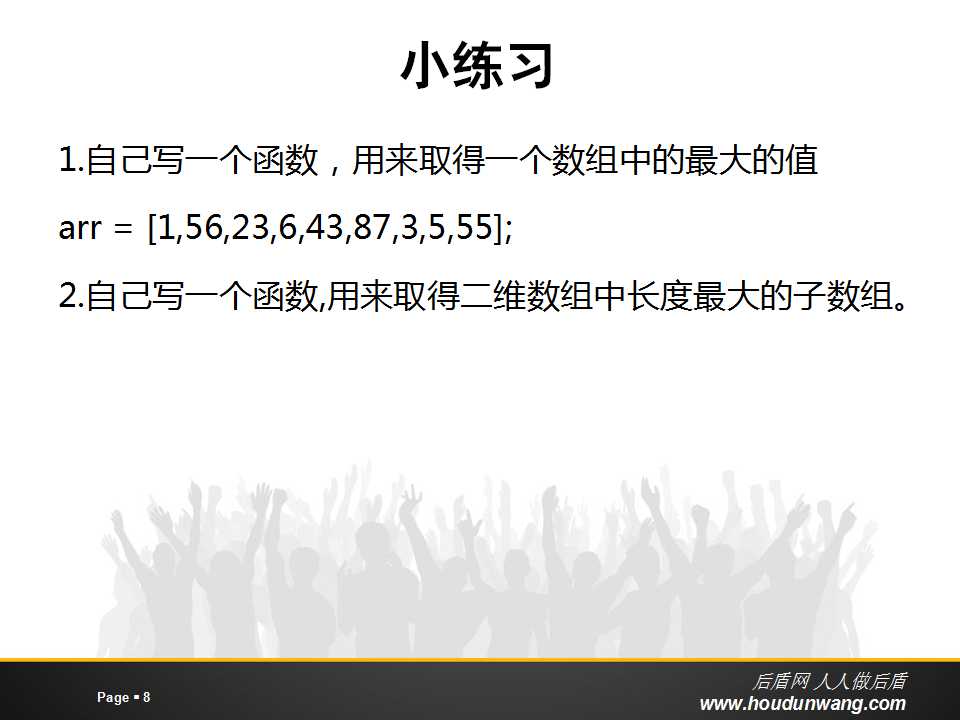 小练习
1.自己写一个函数，用来取得一个数组中的最大的值
arr = [1,56,23,6,43,87,3,5,55];
2.自己写一个函数,用来取得二维数组中长度最大的子数组。
Page ▪ 8
后盾网 人人做后盾
www.houdunwang.com